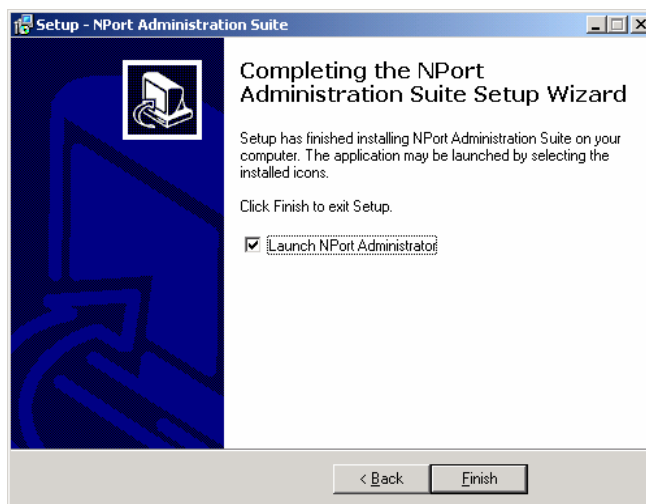 Setup - NPort Administration Suite
Completing the NPort
Administration Suite Setup Wizard
Setup has finished installing NPort Administration Suite on your
computer. The application may be launched by selecting the
installed icons.
Click Finish to exit Setup.
Launch NPort Administrator
< Back
Finish